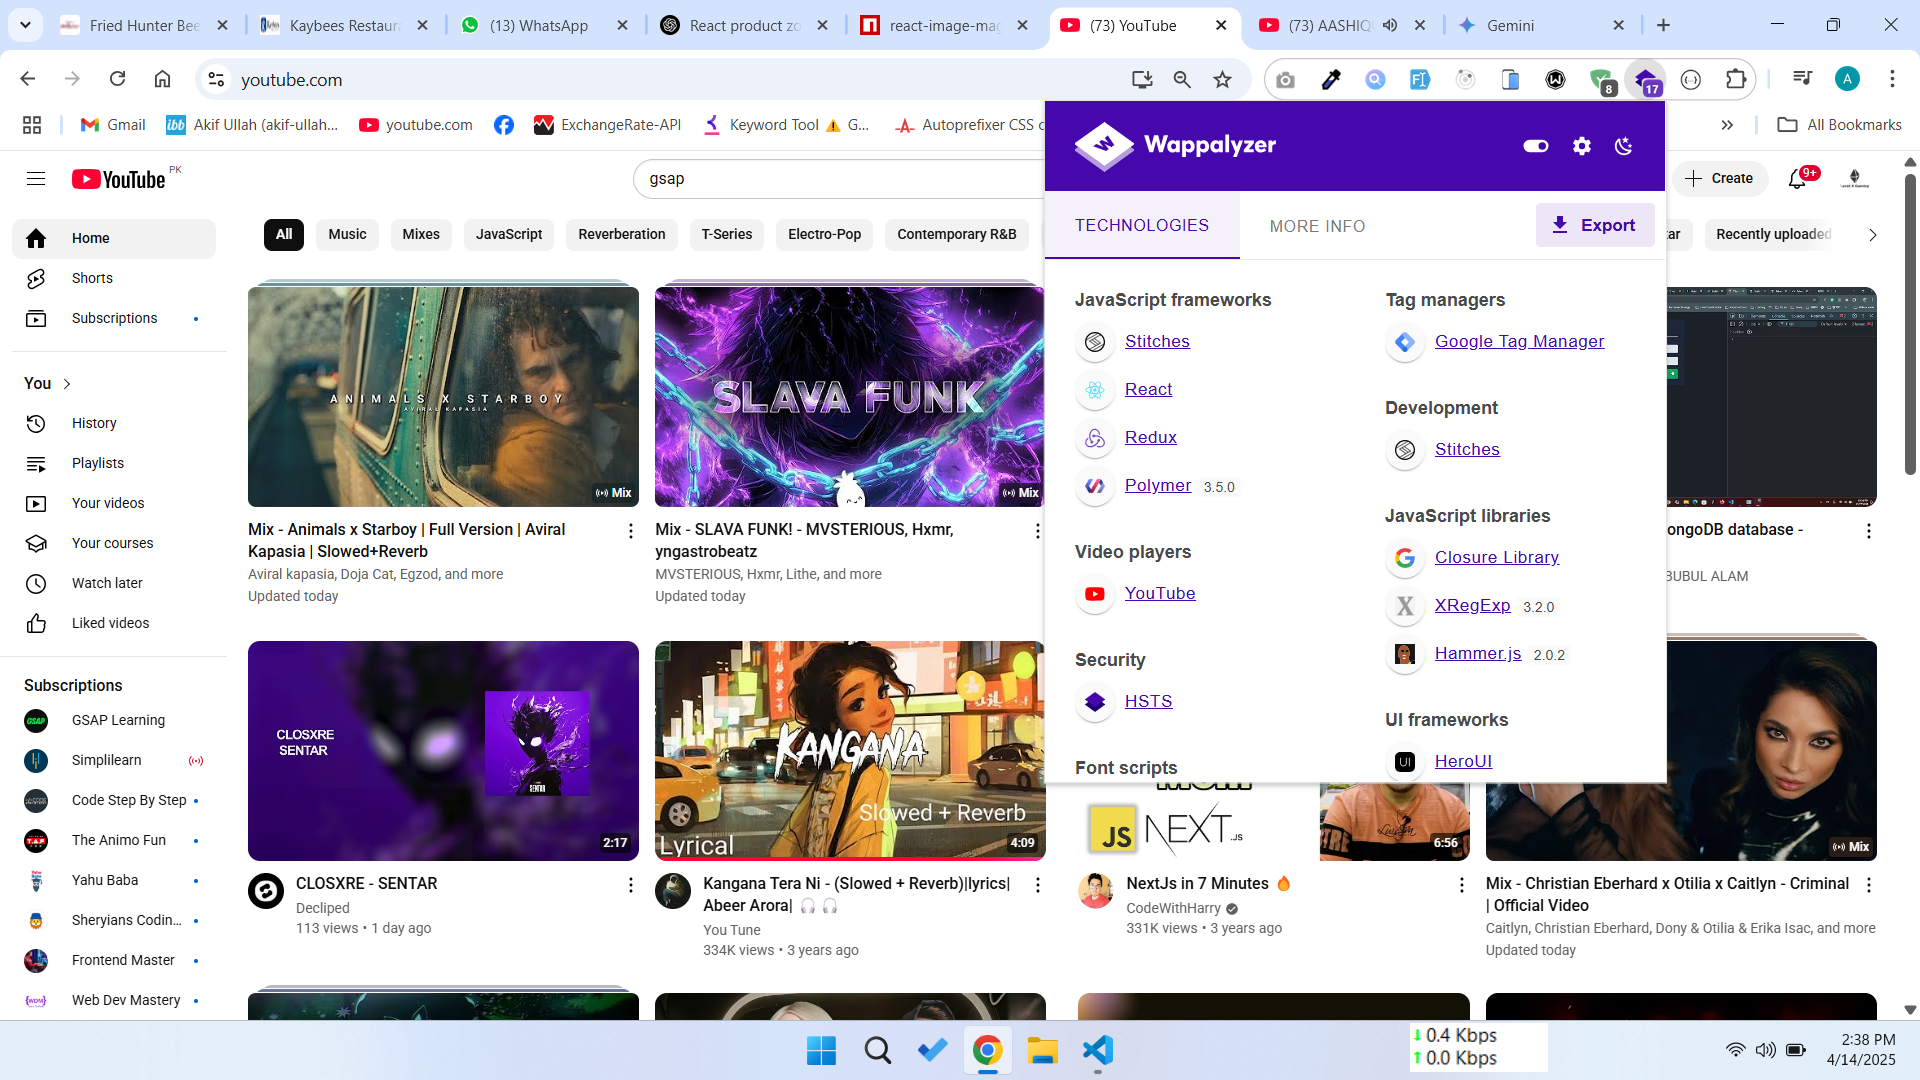 Fried Hunter Bee
Kaybees Restaura
(13) WhatsApp
React product zo
react-image-mag
(73) YouTube
(73) AASHIQ
Gemini
youtube.com
8
17
A
Gmail
Akif Ullah (akif-ullah...
youtube.com
ExchangeRate-API
Keyword Tool ⚠ G...
Autoprefixer CSS c
All Bookmarks
YouTube PK
gsap
Create
9+
Home
Shorts
Subscriptions
You
History
Playlists
Your videos
Your courses
Watch later
Liked videos
Subscriptions
GSAP Learning
Simplilearn
Code Step By Step
The Animo Fun
Yahu Baba
Sheryians Codin...
Frontend Master
Web Dev Mastery
All
Music
Mixes
JavaScript
Reverberation
T-Series
Electro-Pop
Contemporary R&B
ar
Recently uploaded
ANIMALS X STARBOY
AVIRAL KAPASIA
Mix
Mix - Animals x Starboy | Full Version | Aviral
Kapasia | Slowed+Reverb
Aviral kapasia, Doja Cat, Egzod, and more
Updated today
SLAVA FUNK
Mix
Mix - SLAVA FUNK! - MVSTERIOUS, Hxmr,
yngastrobeatz
MVSTERIOUS, Hxmr, Lithe, and more
Updated today
ongoDB database -
BUBUL ALAM
Wappalyzer
TECHNOLOGIES
MORE INFO
Export
JavaScript frameworks
Stitches
React
Redux
Polymer 3.5.0
Video players
YouTube
Security
HSTS
Font scripts
Tag managers
Google Tag Manager
Development
Stitches
JavaScript libraries
Closure Library
XRegExp 3.2.0
Hammer.js 2.0.2
UI frameworks
HeroUI
CLOSXRE
SENTAR
SENTAR
2:17
CLOSXRE - SENTAR
Decliped
113 views • 1 day ago
KANGANA
Slowed + Reverb
Lyrical
4:09
Kangana Tera Ni - (Slowed + Reverb)|lyrics|
Abeer Arora| 🎧 🎧
You Tune
334K views • 3 years ago
JS
NEXT.JS
6:56
NextJs in 7 Minutes 🔥
CodeWithHarry
331K views • 3 years ago
Mix
Mix - Christian Eberhard x Otilia x Caitlyn - Criminal
| Official Video
Caitlyn, Christian Eberhard, Dony & Otilia & Erika Isac, and more
Updated today
0.4 Kbps
0.0 Kbps
2:38 PM
4/14/2025